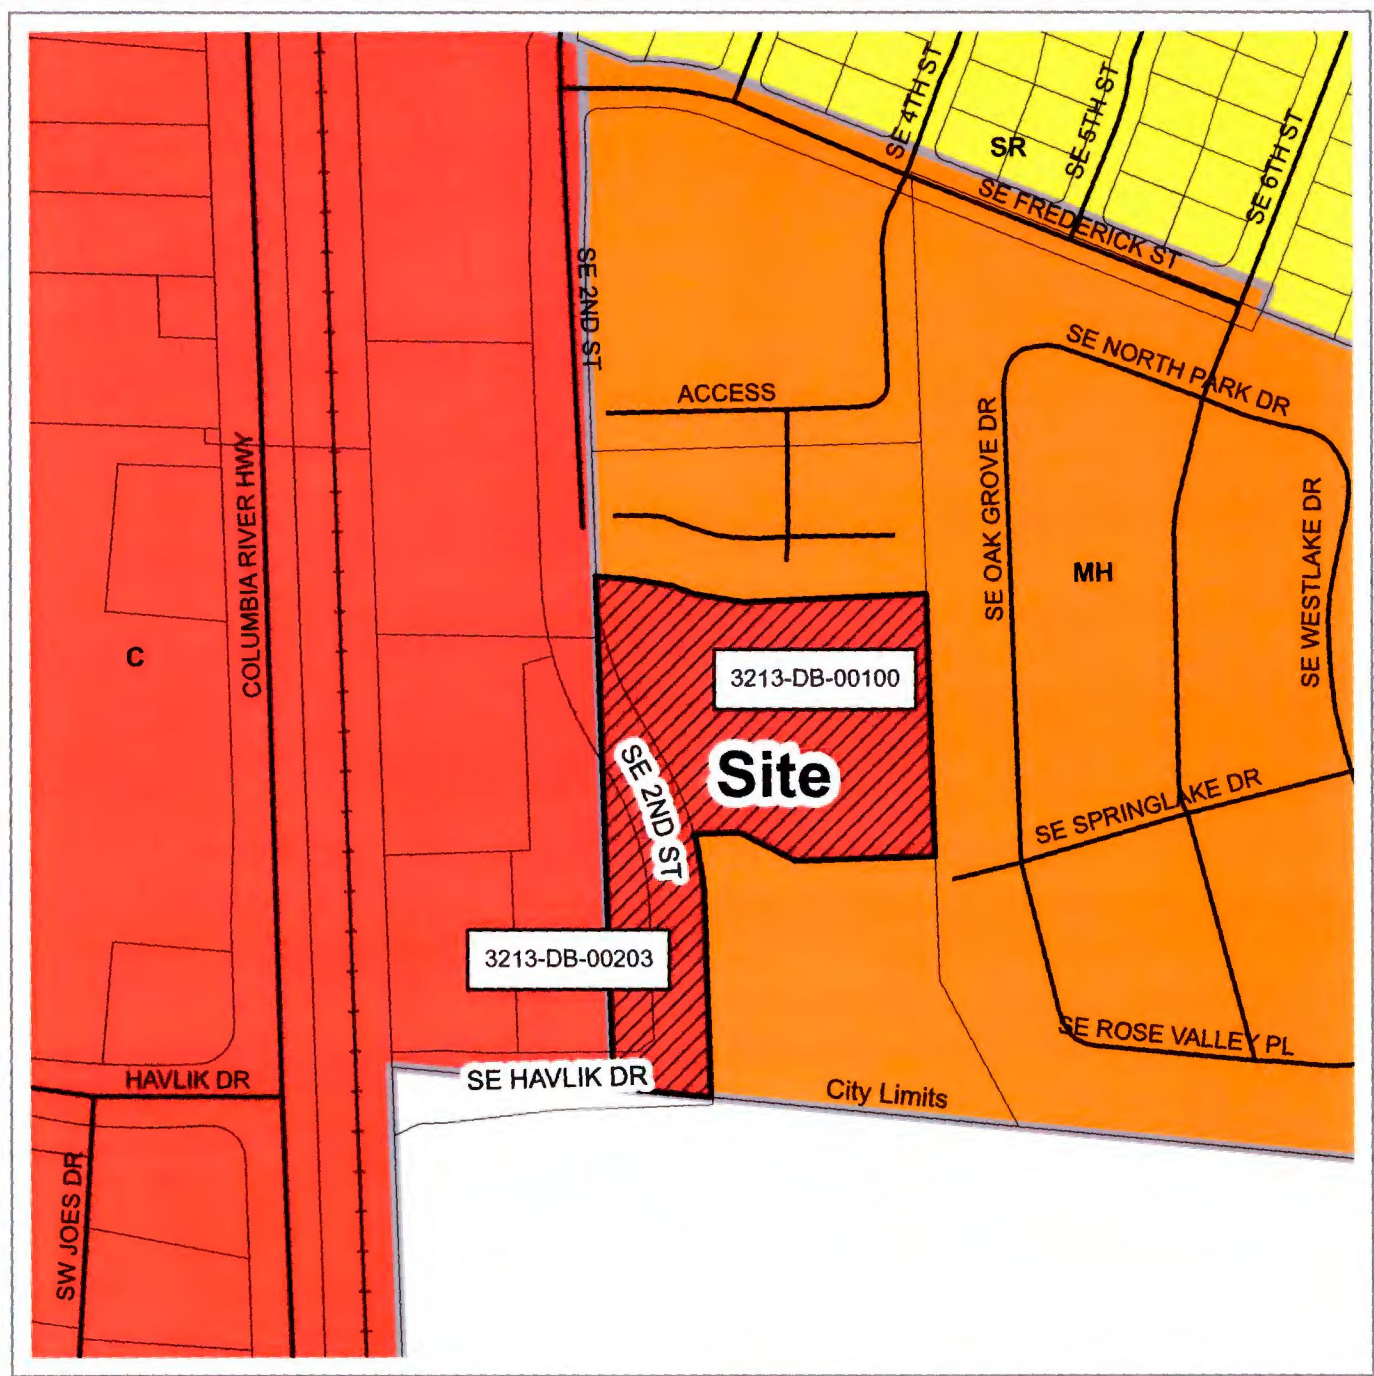 SE 4TH ST
SE 5TH ST
SE 6TH ST
SR
SE FREDERICK ST
SE 2ND ST
SE NORTH PARK DR
ACCESS
SE OAK GROVE DR
COLUMBIA RIVER HWY
SE WESTLAKE DR
MH
C
3213-DB-00100
Site
SE 2ND ST
SE SPRINGLAKE DR
3213-DB-00203
SE ROSE VALLEY PL
HAVLIK DR
SE HAVLIK DR
City Limits
SW JOES DR